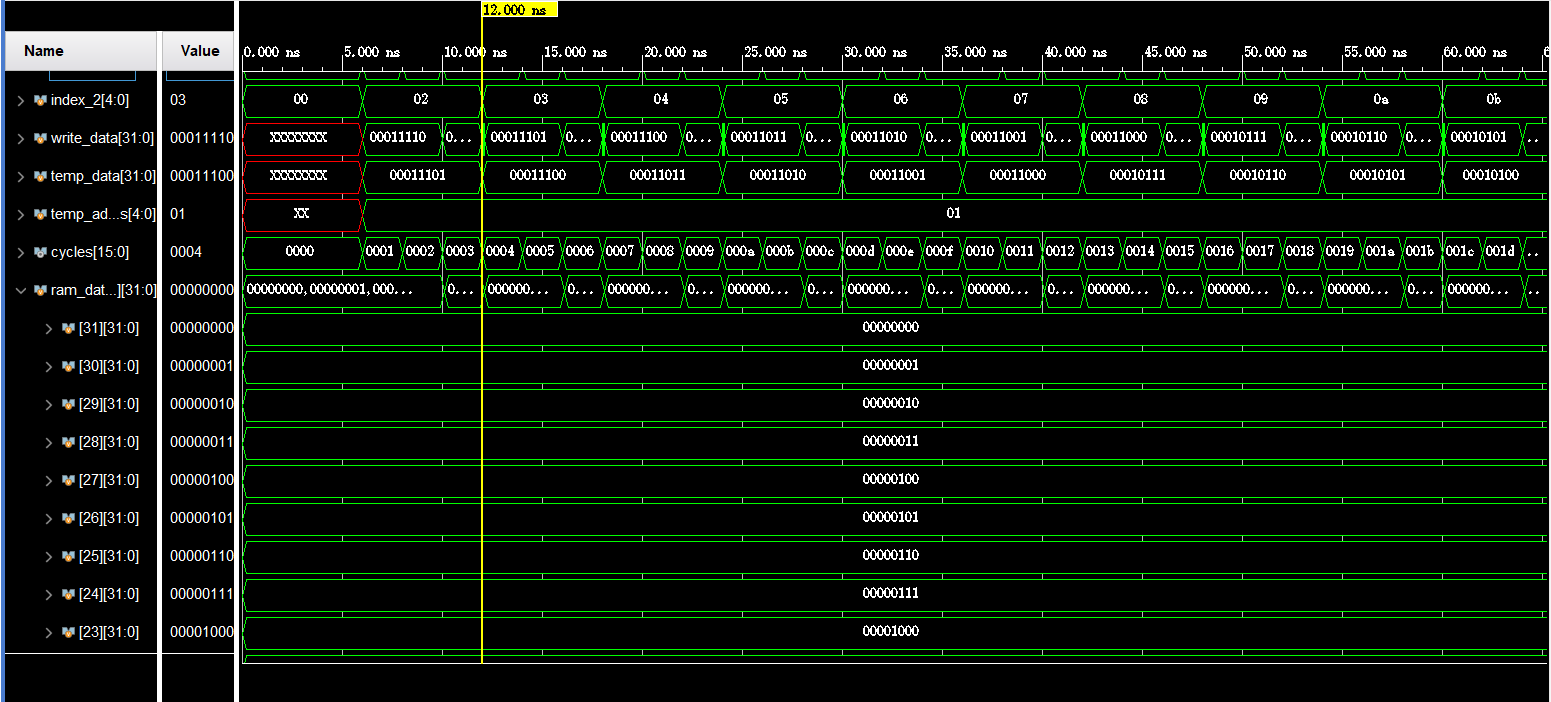 12.000 ns
Name Value 0.000 ns 5.000 ns 10.000 ns 15.000 ns 20.000 ns 25.000 ns 30.000 ns 35.000 ns 40.000 ns 45.000 ns 50.000 ns 55.000 ns 60.000 ns 6
index_2[4:0] 03 00 02 03 04 05 06 07 08 09 0a 0b
write_data[31:0] 00011110 XXXXXXXX 00011110 0... 00011101 0... 00011100 0... 00011011 0... 00011010 0... 00011001 0... 00011000 0... 00010111 0... 00010110 0... 00010101 ..
temp_data[31:0] 00011100 XXXXXXXX 00011101 00011100 00011011 00011010 00011001 00011000 00010111 00010110 00010101 00010100
temp_ad...s[4:0] 01 XX 01
cycles[15:0] 0004 0000 0001 0002 0003 0004 0005 0006 0007 0008 0009 000a 000b 000c 000d 000e 000f 0010 0011 0012 0013 0014 0015 0016 0017 0018 0019 001a 001b 001c 001d ..
ram_dat...][31:0] 00000000 00000000,00000001,000... 0... 000000... 0... 000000... 0... 000000... 0... 000000... 0... 000000... 0... 000000... 0... 000000... 0... 000000... 0... 000000... ..
[31][31:0] 00000000 00000000
[30][31:0] 00000001 00000001
[29][31:0] 00000010 00000010
[28][31:0] 00000011 00000011
[27][31:0] 00000100 00000100
[26][31:0] 00000101 00000101
[25][31:0] 00000110 00000110
[24][31:0] 00000111 00000111
[23][31:0] 00001000 00001000